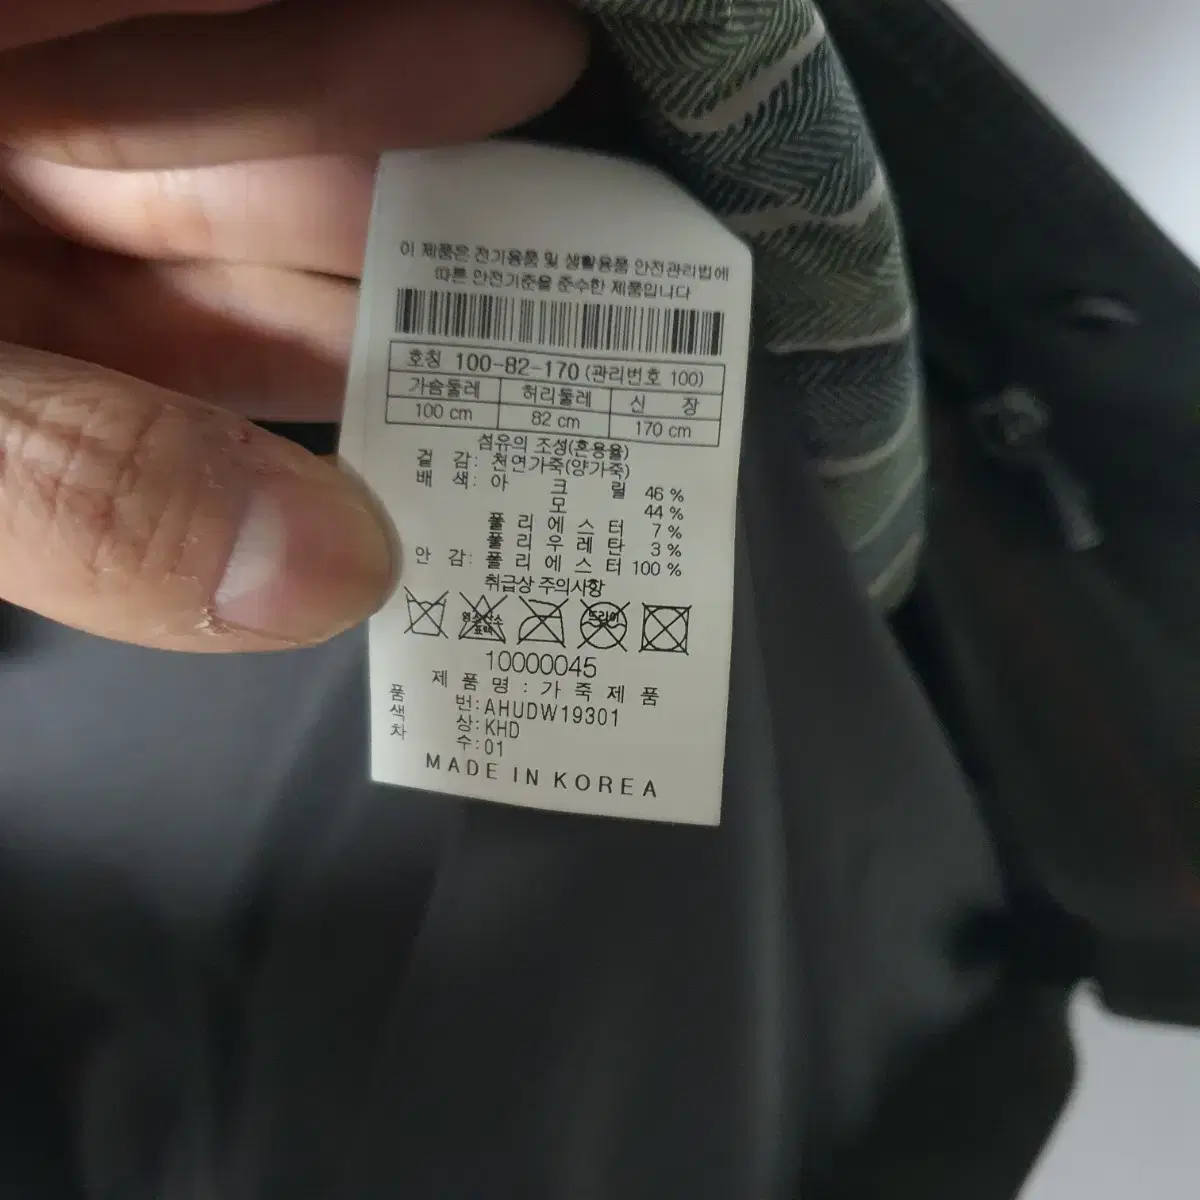 이 제품은 전기용품 및 생활용품 안전관리법에
따른 안전기준을 준수한 제품입니다
호칭 100-82-170 (관리번호 100)
가슴둘레 허리둘레 신 장
100 cm 82 cm 170 cm
섬유의 조성(혼용율)
겉 감: 천연가죽(양가죽)
배 색: 아 크 릴 46 %
모 44 %
폴 리 에 스 터 7 %
폴 리 우 레 탄 3 %
안 감: 폴 리 에 스 터 100 %
취급상 주의사항
염소산소 표백
드라이
10000045
제 품 명 : 가 죽 제 품
품 번: AHUDW19301
색 상: KHD
차 수: 01
MADE IN KOREA